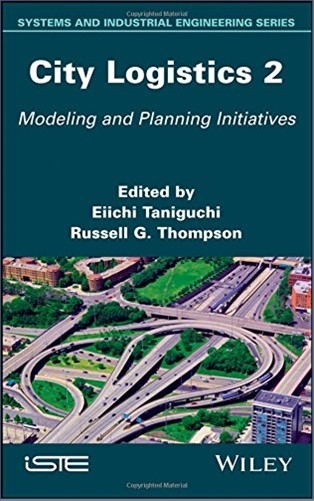 SYSTEMS AND INDUSTRIAL ENGINEERING SERIES
City Logistics 2
Modeling and Planning Initiatives
Edited by
Eiichi Taniguchi
Russell G. Thompson
iSTE
WILEY